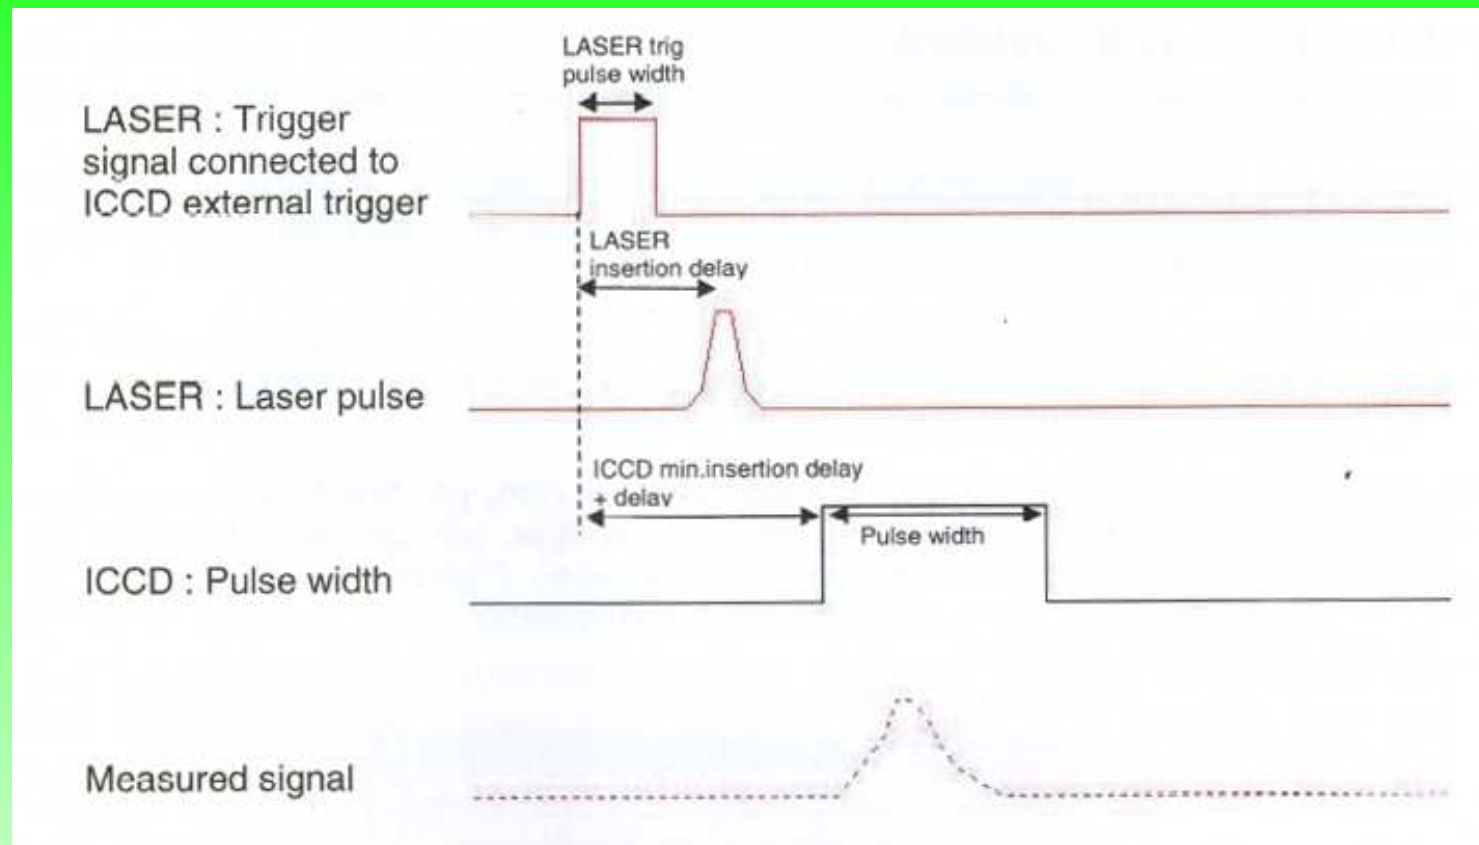 LASER trig
pulse width
LASER : Trigger
signal connected to
ICCD external trigger
LASER
insertion delay
LASER : Laser pulse
ICCD min.insertion delay
+ delay
Pulse width
ICCD : Pulse width
Measured signal